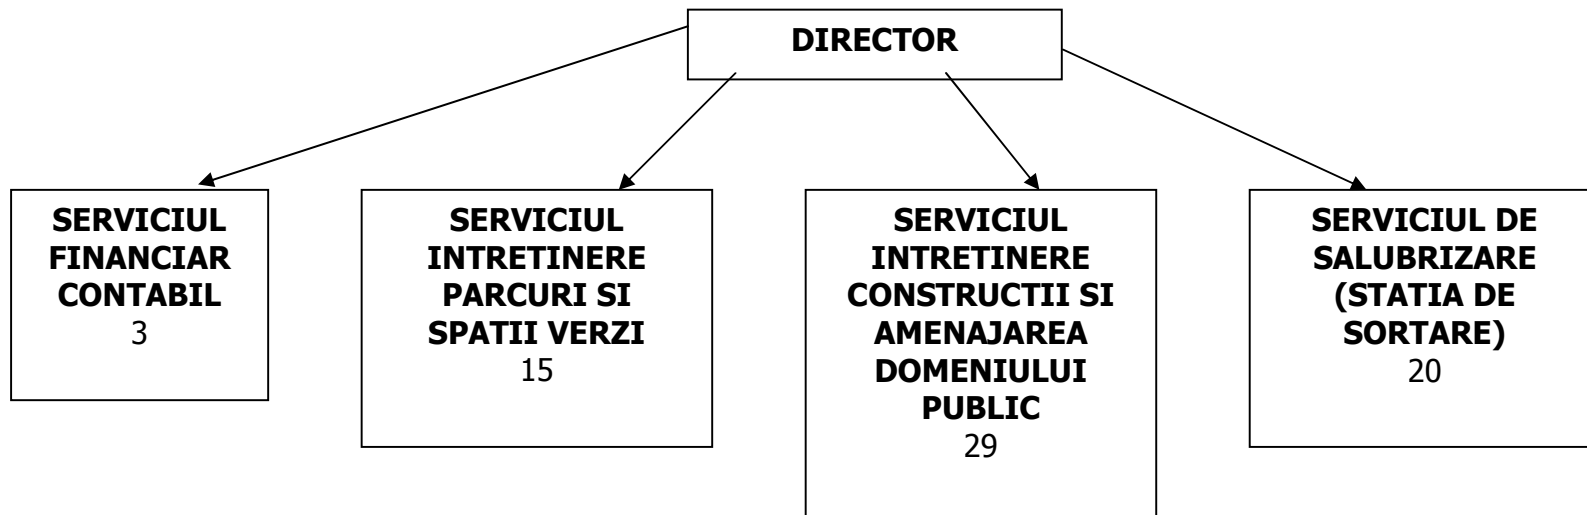 DIRECTOR
SERVICIUL
FINANCIAR
CONTABIL
3
SERVICIUL
INTRETINERE
PARCURI SI
SPATII VERZI
15
SERVICIUL
INTRETINERE
CONSTRUCTII SI
AMENAJAREA
DOMENIULUI
PUBLIC
29
SERVICIUL DE
SALUBRIZARE
(STATIA DE
SORTARE)
20